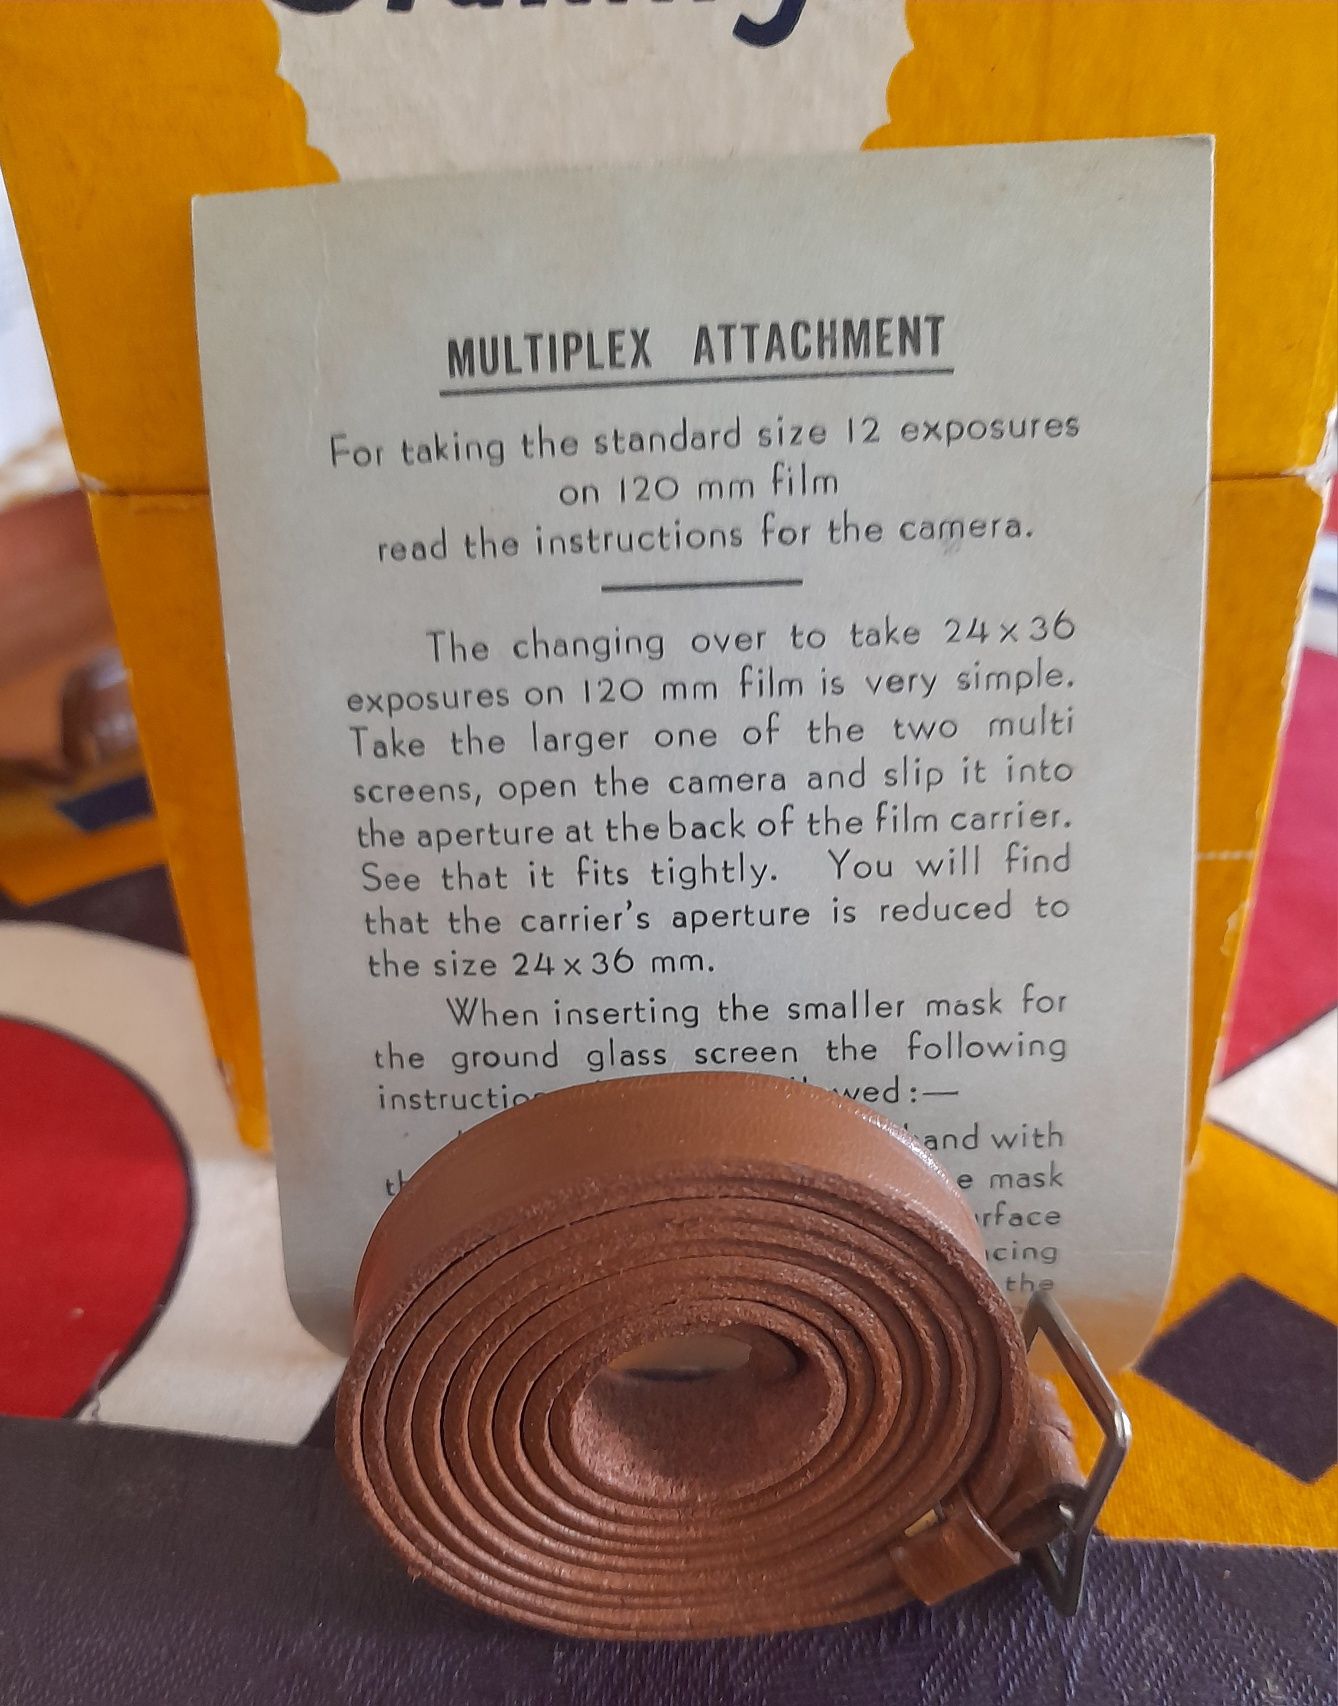 MULTIPLEX ATTACHMENT
For taking the standard size 12 exposures
on 120 mm film
read the instructions for the camera.
The changing over to take 24 x 36
exposures on 120 mm film is very simple.
Take the larger one of the two multi
screens, open the camera and slip it into
the aperture at the back of the film carrier.
See that it fits tightly. You will find
that the carrier's aperture is reduced to
the size 24 x 36 mm.
When inserting the smaller mask for
the ground glass screen the following
:—
and with
mask
the